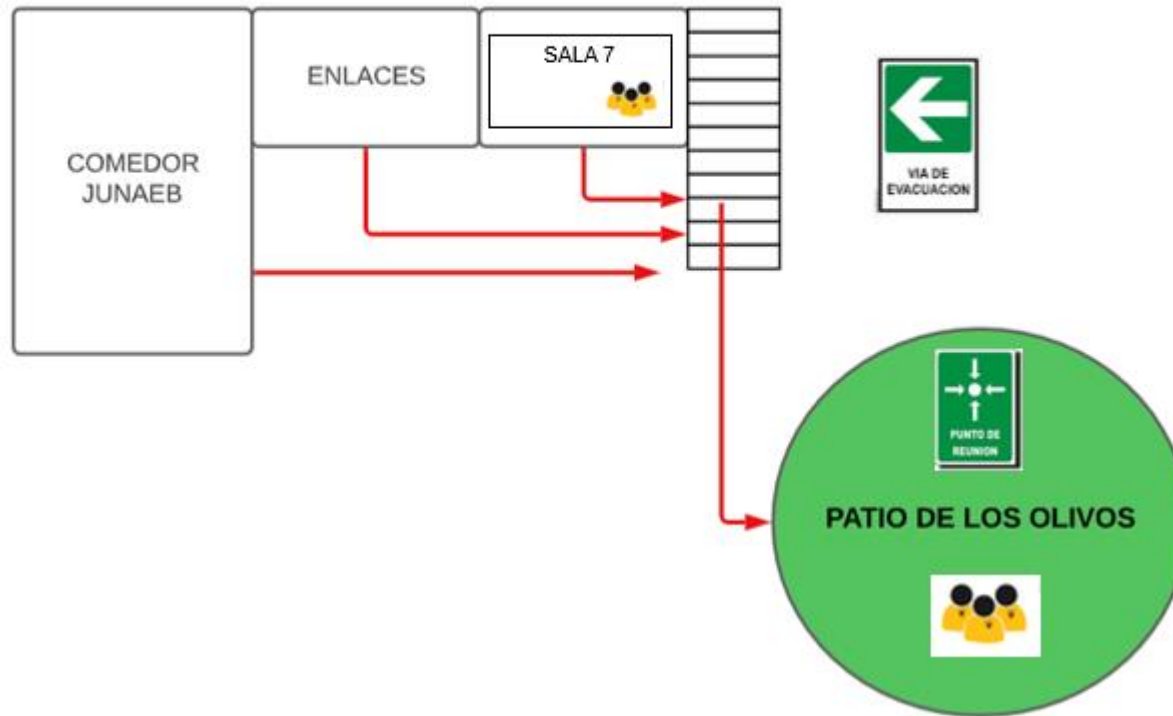 COMEDOR
JUNAEB
ENLACES
SALA 7
VIA DE
EVACUACION
PUNTO DE
REUNION
PATIO DE LOS OLIVOS